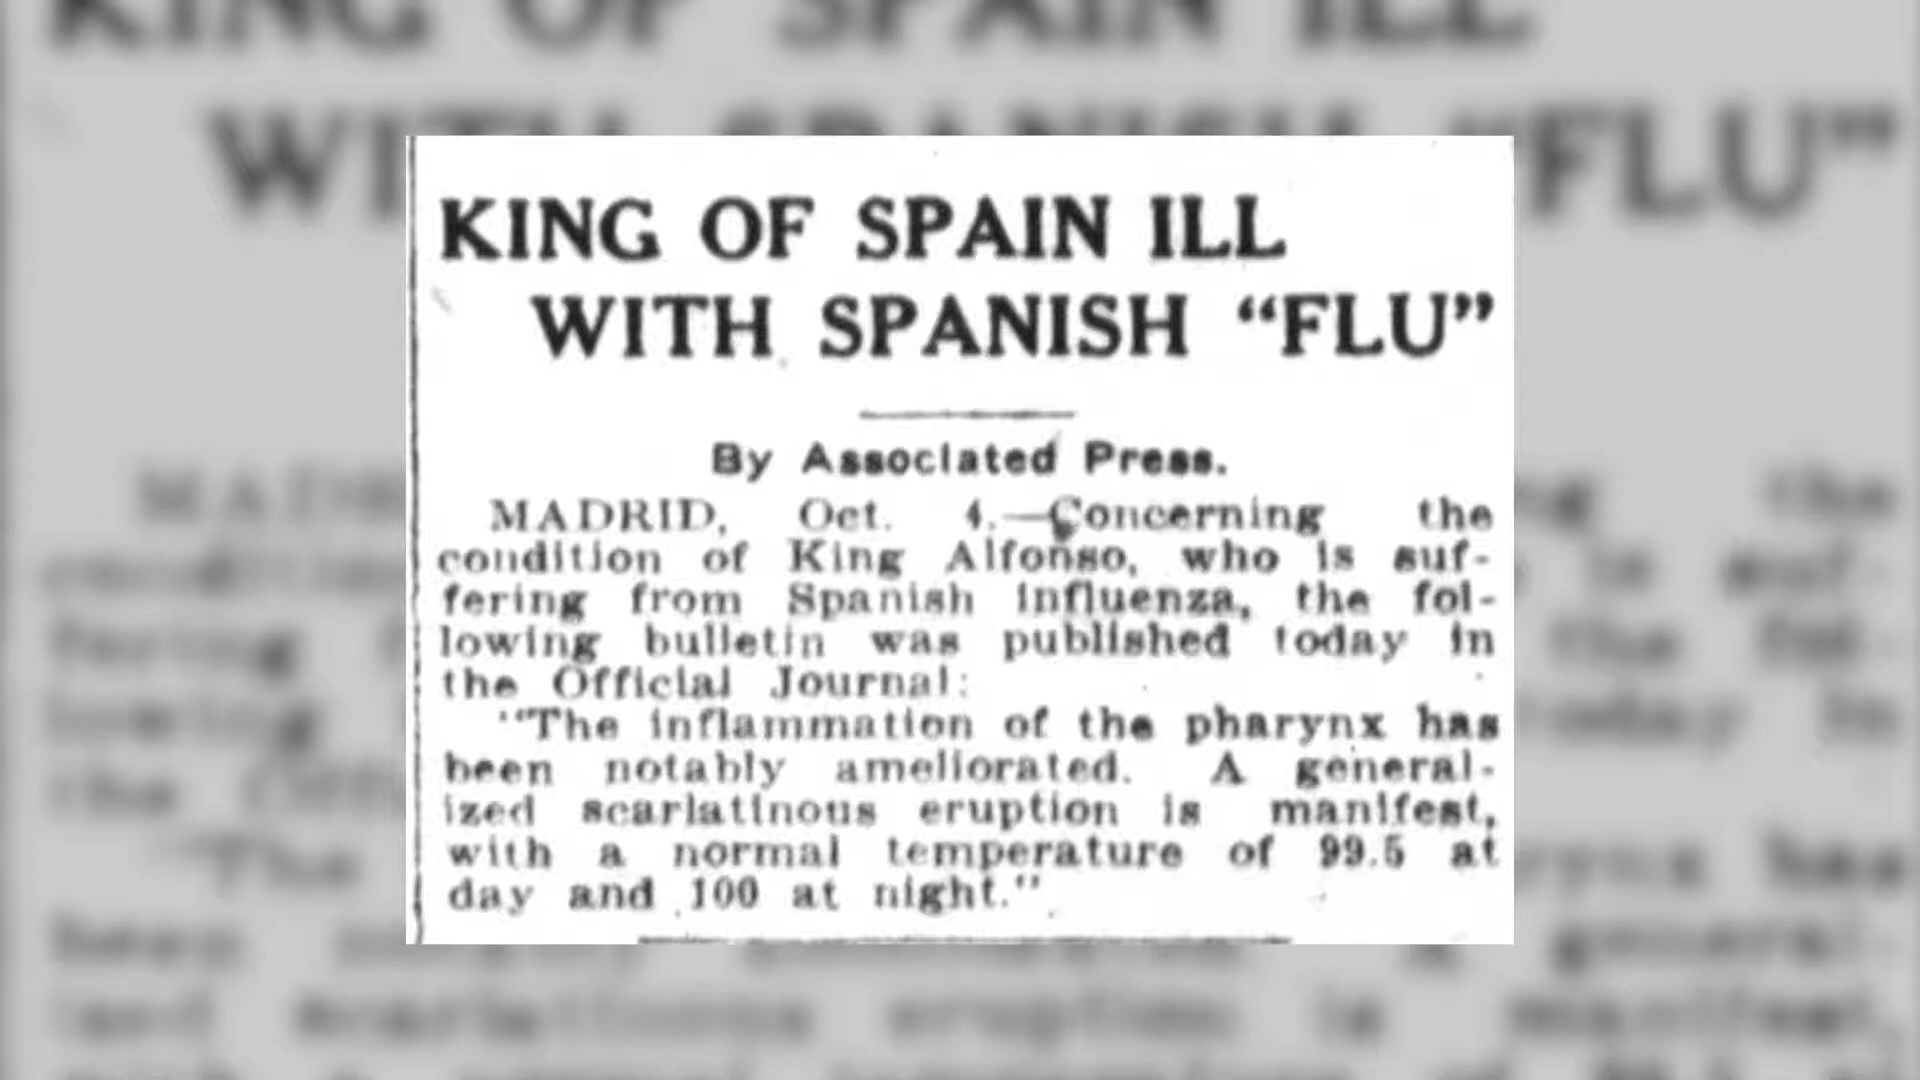 KING OF SPAIN ILL
WITH SPANISH “FLU”
By Associated Press.
MADRID, Oct. 4.—Concerning the
condition of King Alfonso, who is suf-
fering from Spanish influenza, the fol-
lowing bulletin was published today in
the Official Journal:
"The inflammation of the pharynx has
been notably ameliorated. A general-
ized scarlatinous eruption is manifest,
with a normal temperature of 99.5 at
day and 100 at night."